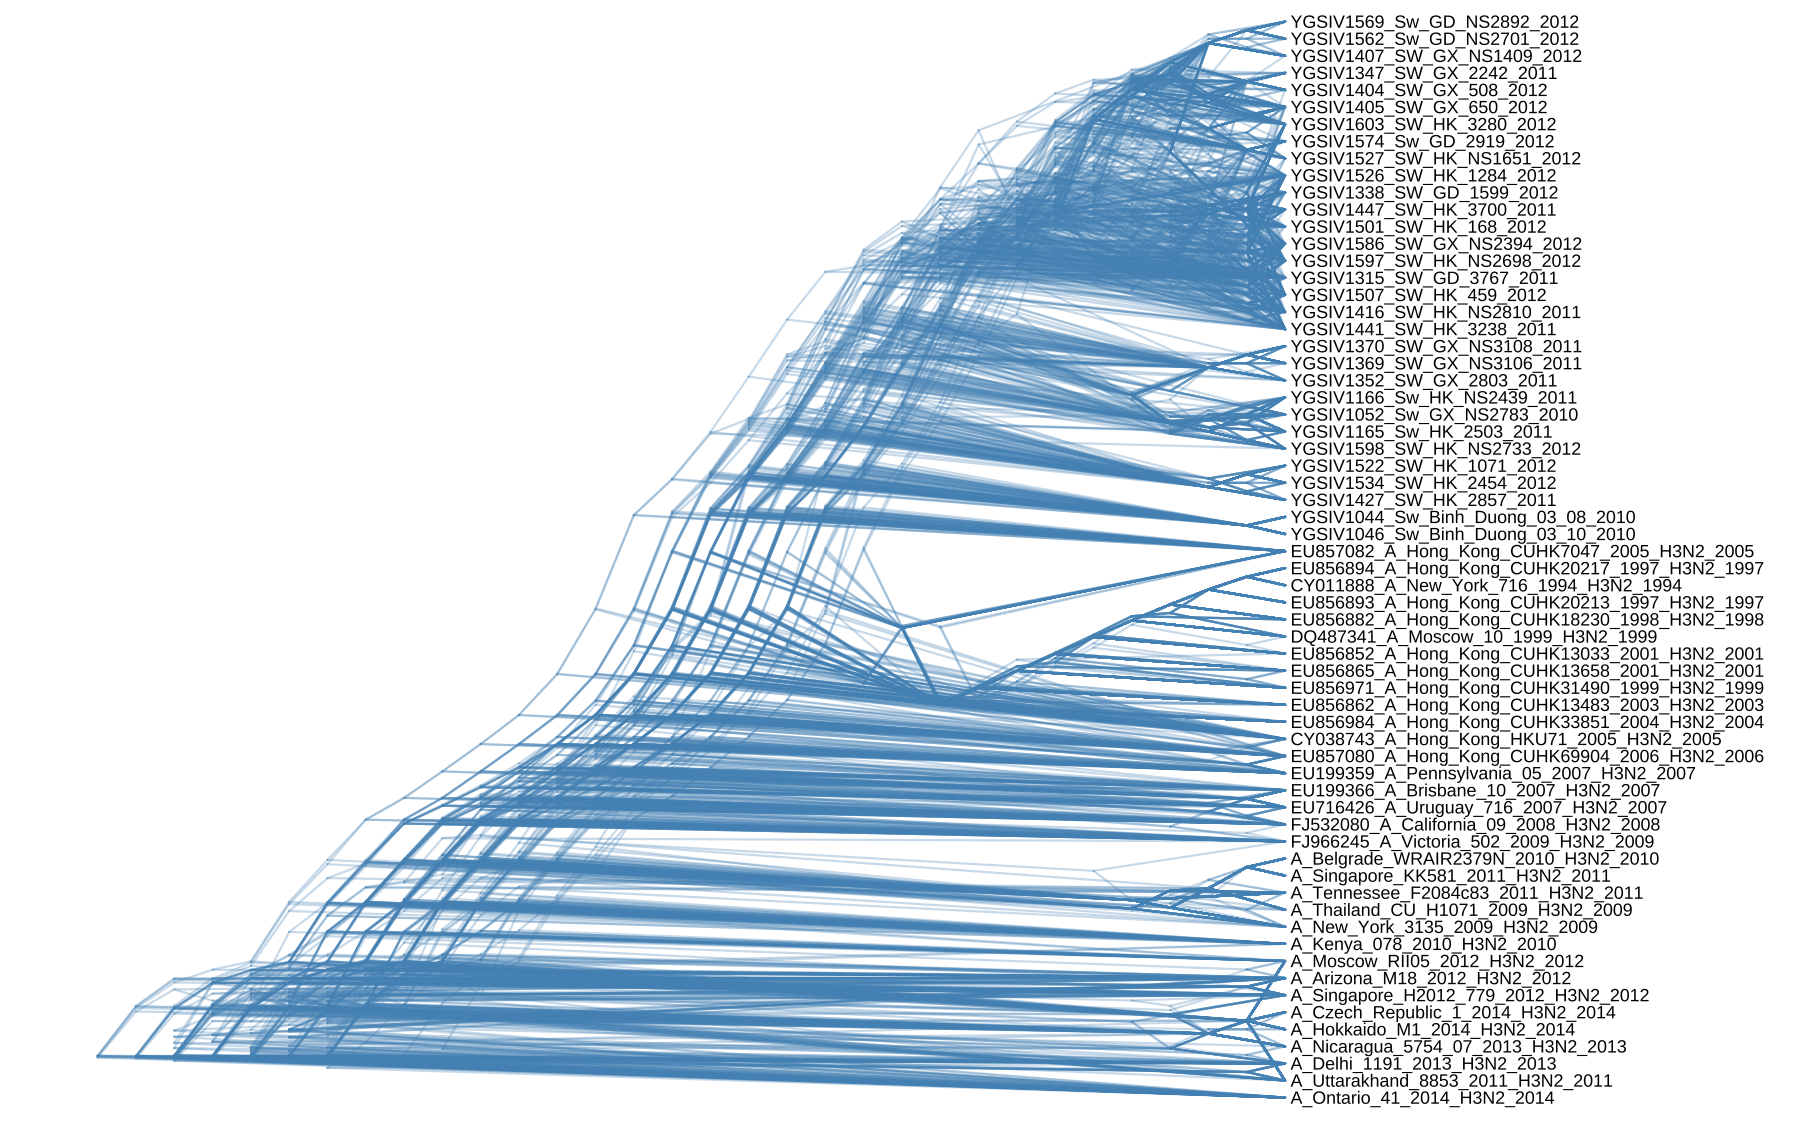 YGSIV1569_Sw_GD_NS2892_2012
YGSIV1562_Sw_GD_NS2701_2012
YGSIV1407_SW_GX_NS1409_2012
YGSIV1347_SW_GX_2242_2011
YGSIV1404_SW_GX_508_2012
YGSIV1405_SW_GX_650_2012
YGSIV1603_SW_HK_3280_2012
YGSIV1574_Sw_GD_2919_2012
YGSIV1527_SW_HK_NS1651_2012
YGSIV1526_SW_HK_1284_2012
YGSIV1338_SW_GD_1599_2012
YGSIV1447_SW_HK_3700_2011
YGSIV1501_SW_HK_168_2012
YGSIV1586_SW_GX_NS2394_2012
YGSIV1597_SW_HK_NS2698_2012
YGSIV1315_SW_GD_3767_2011
YGSIV1507_SW_HK_459_2012
YGSIV1416_SW_HK_NS2810_2011
YGSIV1441_SW_HK_3238_2011
YGSIV1370_SW_GX_NS3108_2011
YGSIV1369_SW_GX_NS3106_2011
YGSIV1352_SW_GX_2803_2011
YGSIV1166_Sw_HK_NS2439_2011
YGSIV1052_Sw_GX_NS2783_2010
YGSIV1165_Sw_HK_2503_2011
YGSIV1598_SW_HK_NS2733_2012
YGSIV1522_SW_HK_1071_2012
YGSIV1534_SW_HK_2454_2012
YGSIV1427_SW_HK_2857_2011
YGSIV1044_Sw_Binh_Duong_03_08_2010
YGSIV1046_Sw_Binh_Duong_03_10_2010
EU857082_A_Hong_Kong_CUHK7047_2005_H3N2_2005
EU856894_A_Hong_Kong_CUHK20217_1997_H3N2_1997
CY011888_A_New_York_716_1994_H3N2_1994
EU856893_A_Hong_Kong_CUHK20213_1997_H3N2_1997
EU856882_A_Hong_Kong_CUHK18230_1998_H3N2_1998
DQ487341_A_Moscow_10_1999_H3N2_1999
EU856852_A_Hong_Kong_CUHK13033_2001_H3N2_2001
EU856865_A_Hong_Kong_CUHK13658_2001_H3N2_2001
EU856971_A_Hong_Kong_CUHK31490_1999_H3N2_1999
EU856862_A_Hong_Kong_CUHK13483_2003_H3N2_2003
EU856984_A_Hong_Kong_CUHK33851_2004_H3N2_2004
CY038743_A_Hong_Kong_HKU71_2005_H3N2_2005
EU857080_A_Hong_Kong_CUHK69904_2006_H3N2_2006
EU199359_A_Pennsylvania_05_2007_H3N2_2007
EU199366_A_Brisbane_10_2007_H3N2_2007
EU716426_A_Uruguay_716_2007_H3N2_2007
FJ532080_A_California_09_2008_H3N2_2008
FJ966245_A_Victoria_502_2009_H3N2_2009
A_Belgrade_WRAIR2379N_2010_H3N2_2010
A_Singapore_KK581_2011_H3N2_2011
A_Tennessee_F2084c83_2011_H3N2_2011
A_Thailand_CU_H1071_2009_H3N2_2009
A_New_York_3135_2009_H3N2_2009
A_Kenya_078_2010_H3N2_2010
A_Moscow_RII05_2012_H3N2_2012
A_Arizona_M18_2012_H3N2_2012
A_Singapore_H2012_779_2012_H3N2_2012
A_Czech_Republic_1_2014_H3N2_2014
A_Hokkaido_M1_2014_H3N2_2014
A_Nicaragua_5754_07_2013_H3N2_2013
A_Delhi_1191_2013_H3N2_2013
A_Uttarakhand_8853_2011_H3N2_2011
A_Ontario_41_2014_H3N2_2014